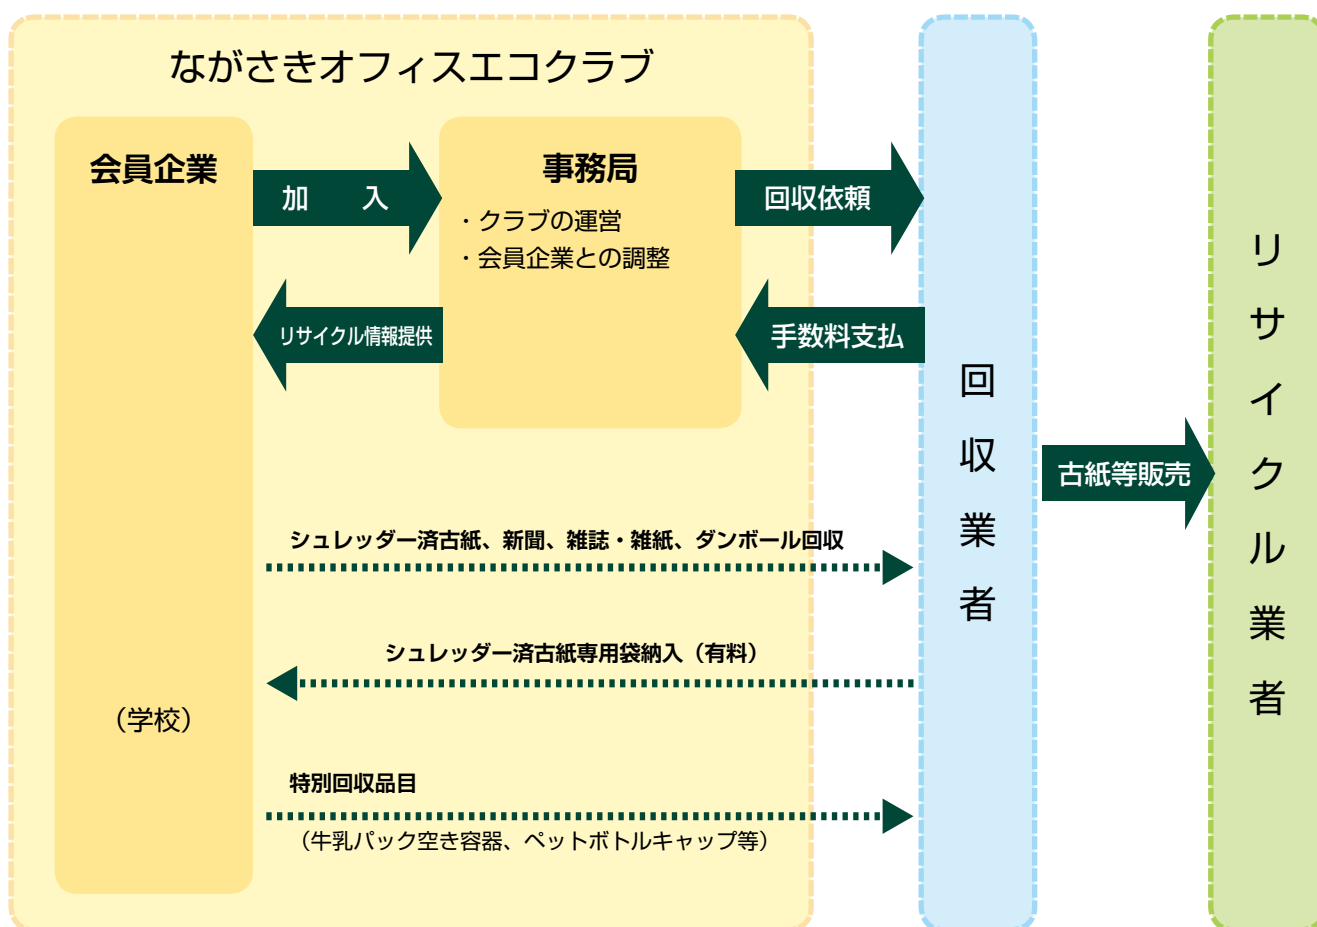 ながさきオフィスエコクラブ
会員企業
加　入
事務局
・クラブの運営
・会員企業との調整
回収依頼
リサイクル情報提供
手数料支払
シュレッダー済古紙、新聞、雑誌・雑紙、ダンボール回収
シュレッダー済古紙専用袋納入（有料）
（学校）
特別回収品目
（牛乳パック空き容器、ペットボトルキャップ等）
回収業者
古紙等販売
リサイクル業者